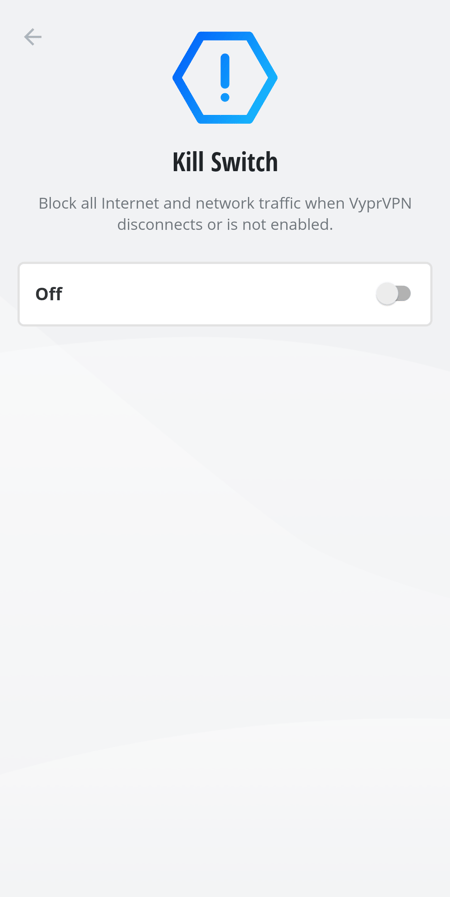 Kill Switch
Block all Internet and network traffic when VyprVPN
disconnects or is not enabled.
Off